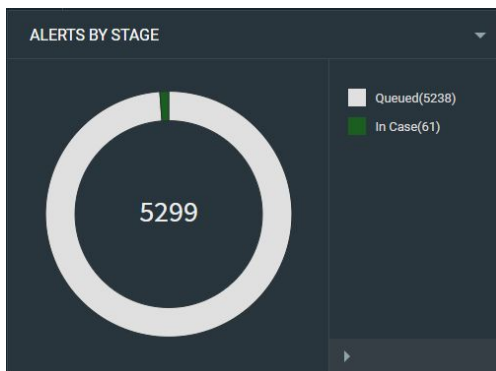 ALERTS BY STAGE
5299
Queued(5238)
In Case(61)